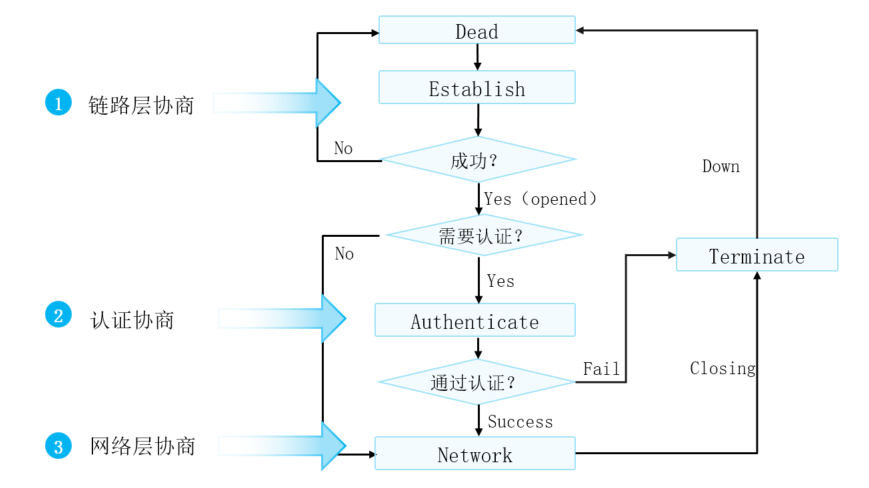 Dead
Establish
1 链路层协商
No
成功?
Down
Yes（opened）
需要认证?
No
Terminate
Yes
2 认证协商
Authenticate
通过认证?
Fail
Closing
Success
3 网络层协商
Network